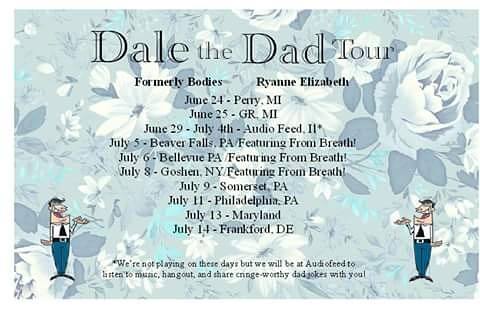 Dale the Dad Tour
Formerly Bodies Ryanne Elizabeth
June 24 - Perry, MI
June 25 - GR, MI
June 29 - July 4th - Audio Feed, Il*
July 5 - Beaver Falls, PA /Featuring From Breath!
July 6 - Bellevue PA /Featuring From Breath!
July 8 - Goshen, NY/Featuring From Breath!
July 9 - Somerset, PA
July 11 - Philadelphia, PA
July 13 - Maryland
July 14 - Frankford, DE
*We're not playing on these days but we will be at Audiofeed to
listen to music, hangout, and share cringe-worthy dad jokes with you!